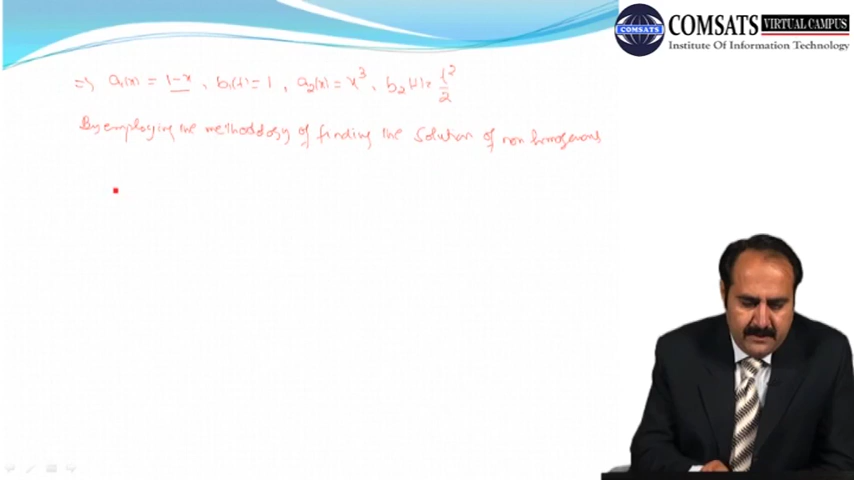 COMSATS VIRTUAL CAMPUS
Institute Of Information Technology
COMSATS
⇒ a₁(x) = 1-x , b₁(t) = 1 , a₂(x) = x³ , b₂(t) = t²/2
By employing the methodology of finding the solution of non homogenous